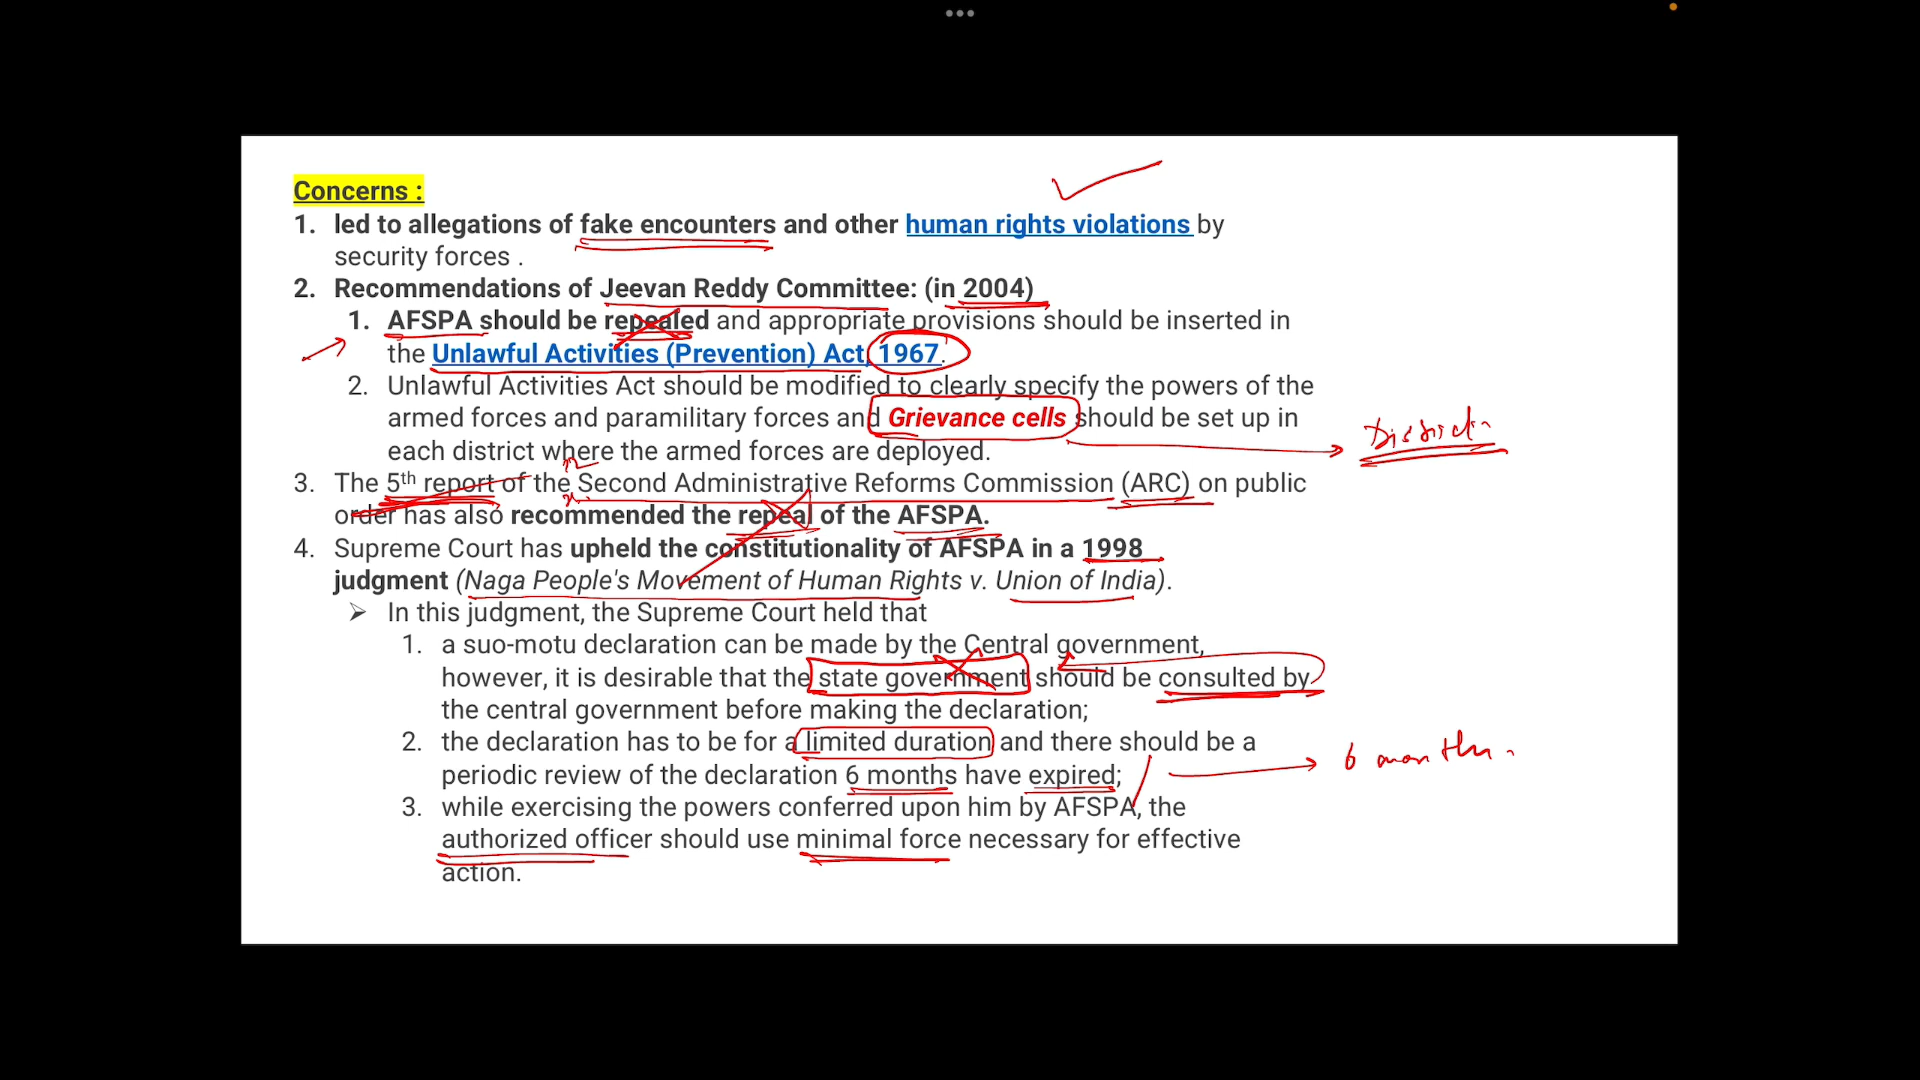 Concerns :
1. led to allegations of fake encounters and other human rights violations by
security forces .
2. Recommendations of Jeevan Reddy Committee: (in 2004)
1. AFSPA should be repealed and appropriate provisions should be inserted in
the Unlawful Activities (Prevention) Act, 1967.
2. Unlawful Activities Act should be modified to clearly specify the powers of the
armed forces and paramilitary forces and Grievance cells should be set up in
each district where the armed forces are deployed.
District
3. The 5th report of the Second Administrative Reforms Commission (ARC) on public
order has also recommended the repeal of the AFSPA.
4. Supreme Court has upheld the constitutionality of AFSPA in a 1998
judgment (Naga People's Movement of Human Rights v. Union of India).
➢ In this judgment, the Supreme Court held that
1. a suo-motu declaration can be made by the Central government,
however, it is desirable that the state government should be consulted by
the central government before making the declaration;
2. the declaration has to be for a limited duration and there should be a
periodic review of the declaration 6 months have expired;
6 months.
3. while exercising the powers conferred upon him by AFSPA, the
authorized officer should use minimal force necessary for effective
action.